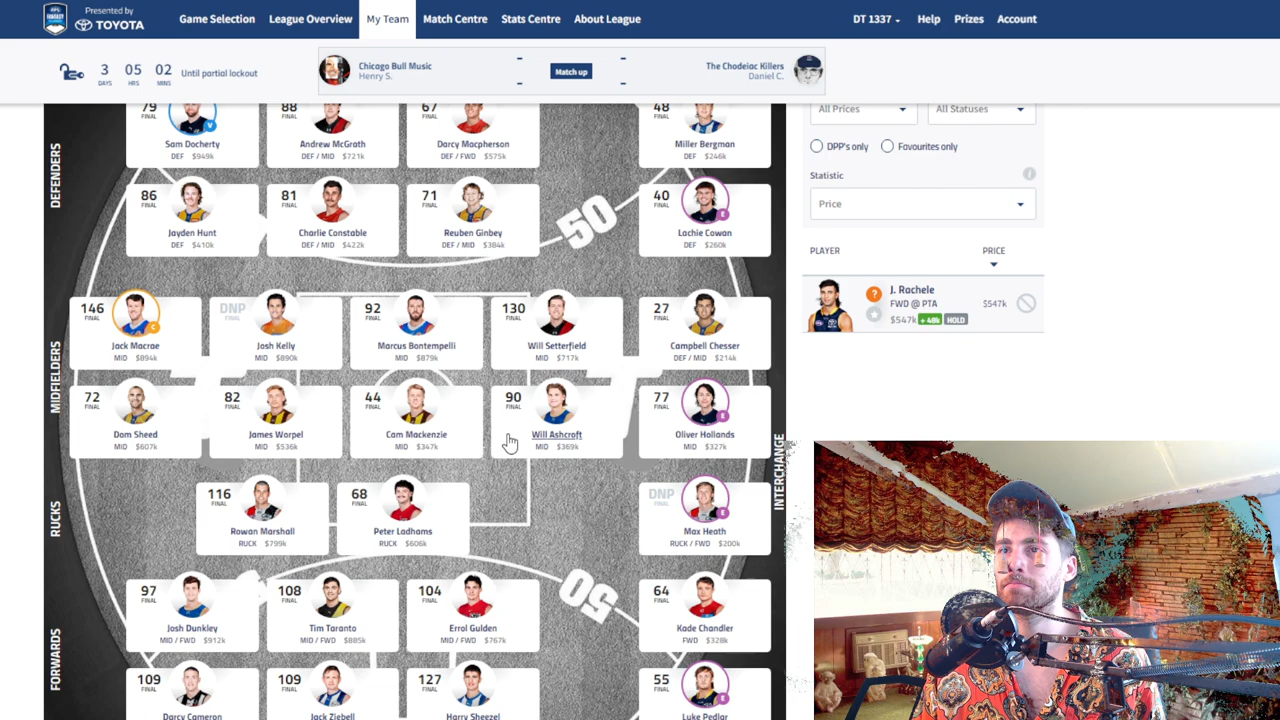 Presented by
TOYOTA
Game Selection
League Overview
My Team
Match Centre
Stats Centre
About League
DT 1337
Help
Prizes
Account
3 05 02 Until partial lockout
DAYS HRS MINS
Chicago Bull Music
Henry S.
- -
- -
Match up
The Chodeiac Killers
Daniel C.
DEFENDERS
79
FINAL
V
Sam Docherty
DEF $949k
88
FINAL
Andrew McGrath
DEF / MID $721k
67
FINAL
Darcy Macpherson
DEF / FWD $575k
48
FINAL
Miller Bergman
DEF $246k
86
FINAL
Jayden Hunt
DEF $410k
81
FINAL
Charlie Constable
DEF / MID $422k
71
FINAL
Reuben Ginbey
DEF / MID $384k
50
40
FINAL
E
Lachie Cowan
DEF $260k
MIDFIELDERS
146
FINAL
C
Jack Macrae
MID $894k
DNP
FINAL
Josh Kelly
MID $890k
92
FINAL
Marcus Bontempelli
MID $879k
130
FINAL
Will Setterfield
MID $717k
27
FINAL
Campbell Chesser
DEF / MID $214k
72
FINAL
Dom Sheed
MID $607k
82
FINAL
James Worpel
MID $536k
44
FINAL
Cam Mackenzie
MID $347k
90
FINAL
Will Ashcroft
MID $369k
77
FINAL
E
Oliver Hollands
MID $327k
INTERCHANGE
RUCKS
116
FINAL
Rowan Marshall
RUCK $799k
68
FINAL
Peter Ladhams
RUCK $606k
DNP
FINAL
E
Max Heath
RUCK / FWD $200k
FORWARDS
97
FINAL
Josh Dunkley
MID / FWD $912k
108
FINAL
Tim Taranto
MID / FWD $885k
104
FINAL
Errol Gulden
MID / FWD $767k
50
64
FINAL
Kade Chandler
FWD $328k
109
FINAL
Darcy Cameron
109
FINAL
Jack Ziebell
127
FINAL
Harry Sheezel
55
FINAL
E
Luke Pedlar
All Prices
All Statuses
DPP's only
Favourites only
Statistic
i
Price
PLAYER PRICE
?
J. Rachele
FWD @ PTA
$547k + 48k HOLD
$547k